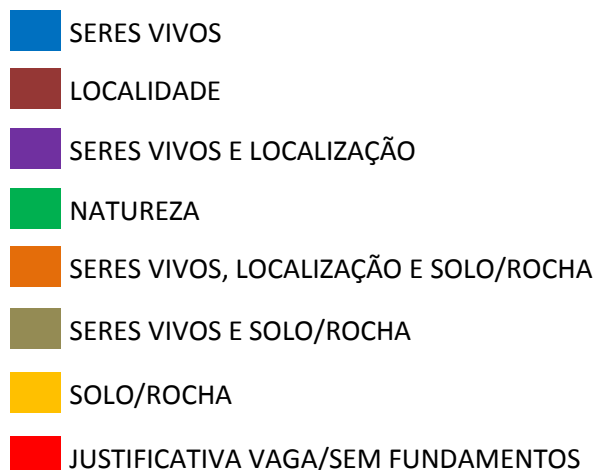 SERES VIVOS
LOCALIDADE
SERES VIVOS E LOCALIZAÇÃO
NATUREZA
SERES VIVOS, LOCALIZAÇÃO E SOLO/ROCHA
SERES VIVOS E SOLO/ROCHA
SOLO/ROCHA
JUSTIFICATIVA VAGA/SEM FUNDAMENTOS